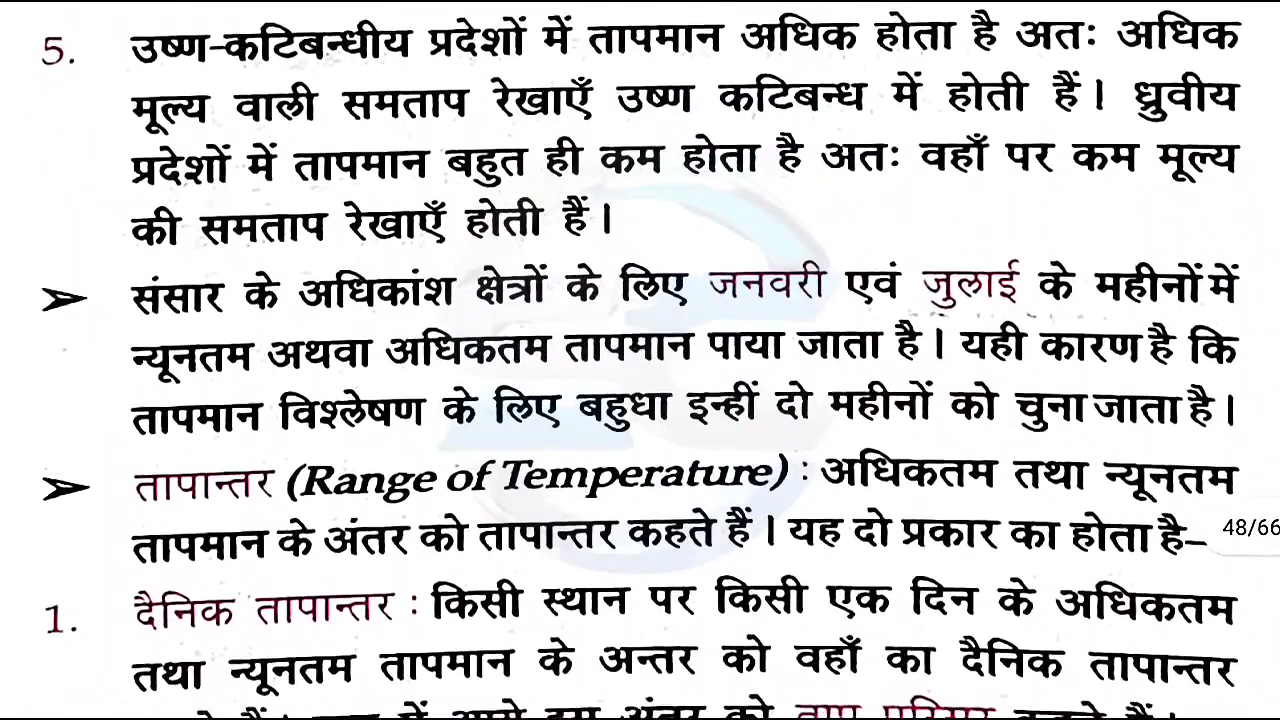 5. उष्ण-कटिबन्धीय प्रदेशों में तापमान अधिक होता है अतः अधिक
मूल्य वाली समताप रेखाएँ उष्ण कटिबन्ध में होती हैं। ध्रुवीय
प्रदेशों में तापमान बहुत ही कम होता है अतः वहाँ पर कम मूल्य
की समताप रेखाएँ होती हैं।
➢ संसार के अधिकांश क्षेत्रों के लिए जनवरी एवं जुलाई के महीनों में
न्यूनतम अथवा अधिकतम तापमान पाया जाता है। यही कारण है कि
तापमान विश्लेषण के लिए बहुधा इन्हीं दो महीनों को चुना जाता है।
➢ तापान्तर (Range of Temperature) : अधिकतम तथा न्यूनतम
तापमान के अंतर को तापान्तर कहते हैं। यह दो प्रकार का होता है–
48/66
1. दैनिक तापान्तर : किसी स्थान पर किसी एक दिन के अधिकतम
तथा न्यूनतम तापमान के अन्तर को वहाँ का दैनिक तापान्तर